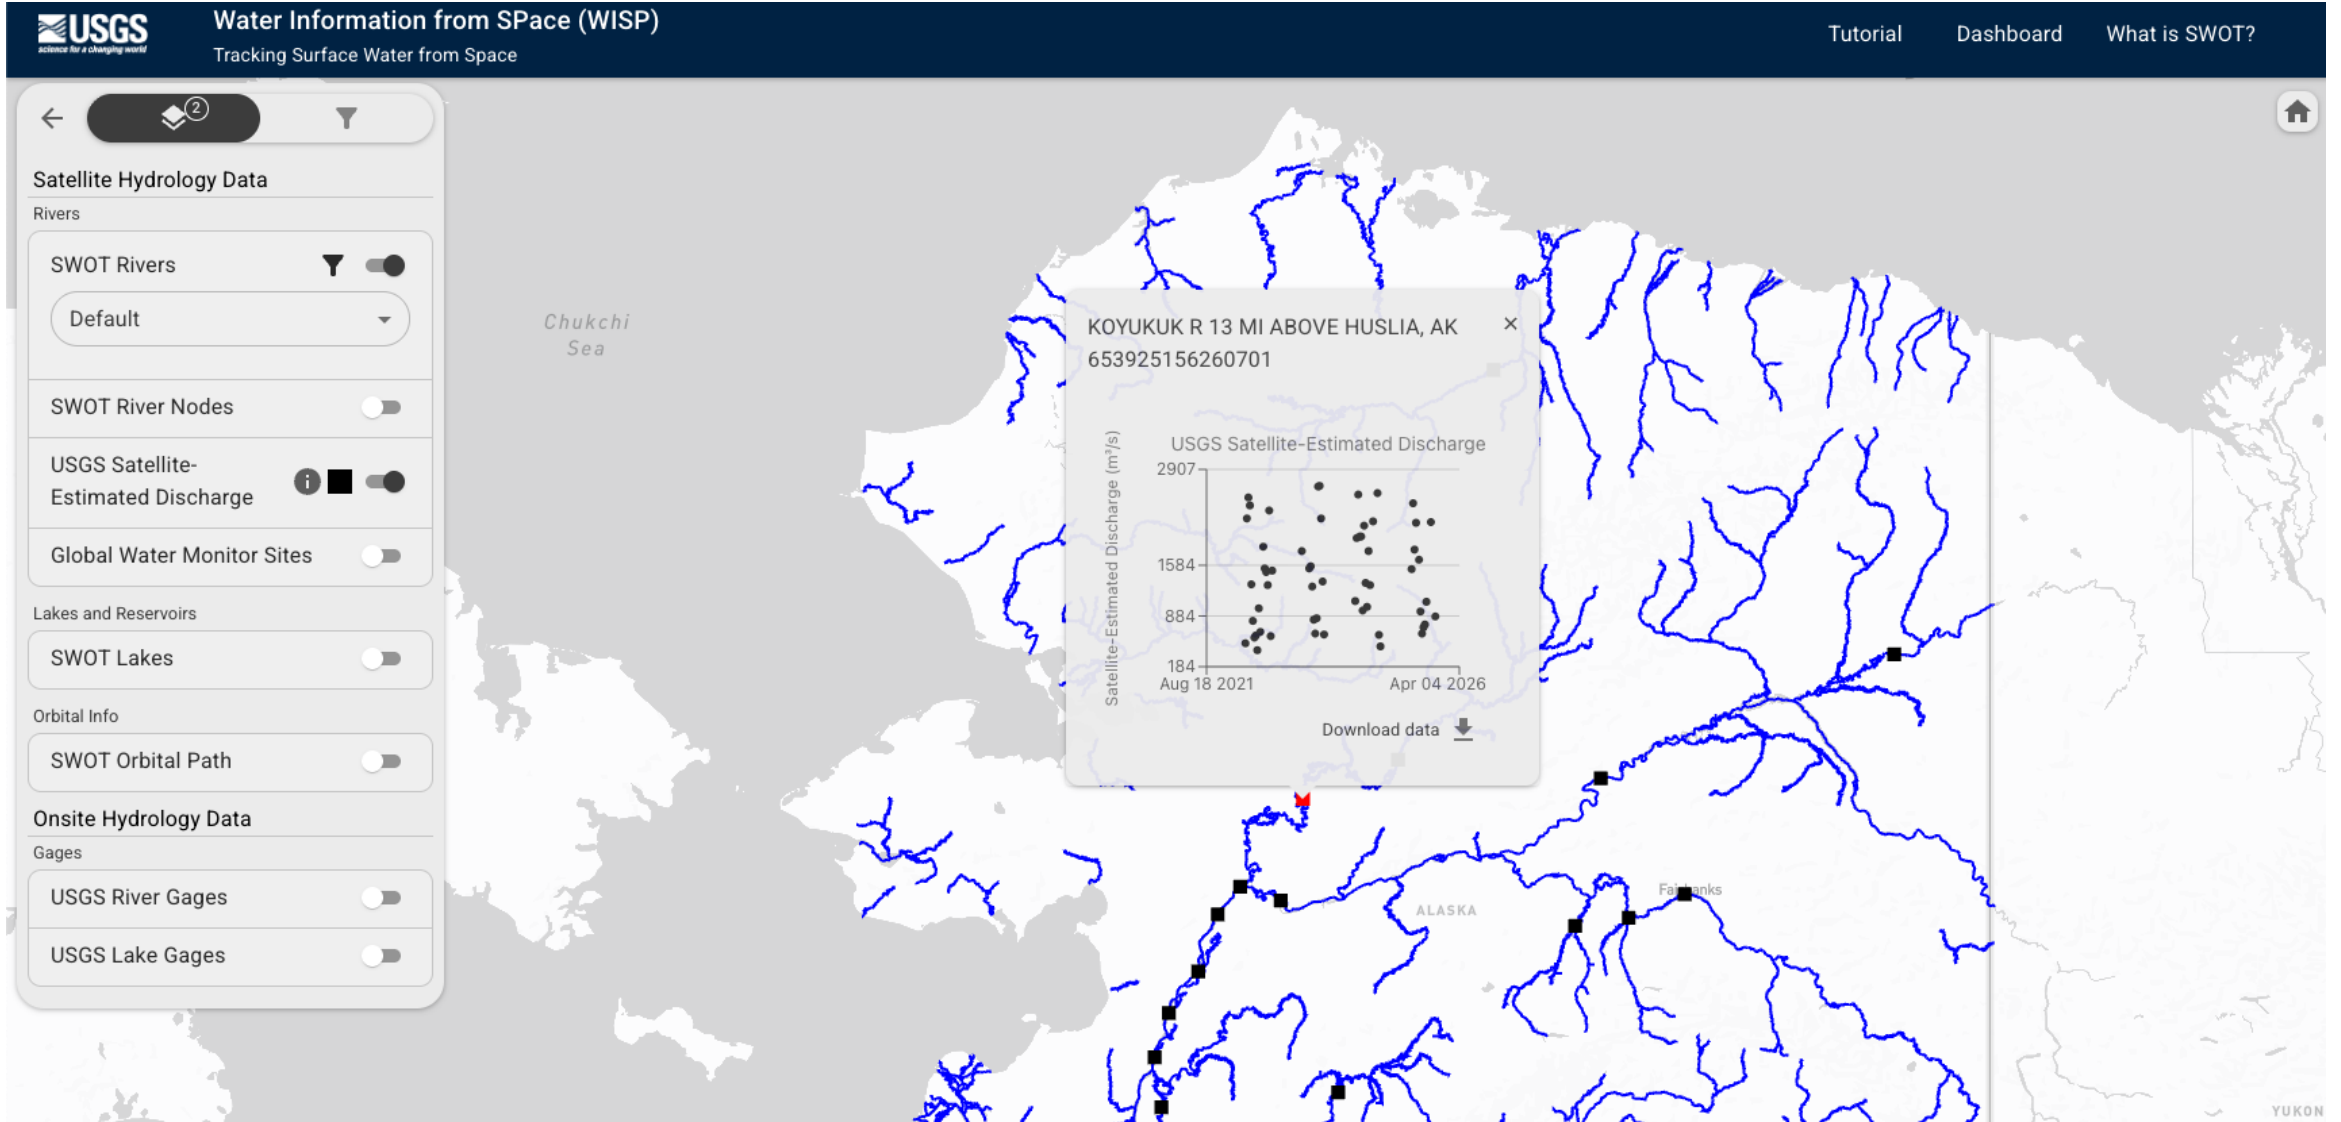 USGS
science for a changing world
Water Information from SPace (WISP)
Tracking Surface Water from Space
Tutorial
Dashboard
What is SWOT?
2
Satellite Hydrology Data
Rivers
SWOT Rivers
Default
SWOT River Nodes
USGS Satellite-
Estimated Discharge
Global Water Monitor Sites
Lakes and Reservoirs
SWOT Lakes
Orbital Info
SWOT Orbital Path
Onsite Hydrology Data
Gages
USGS River Gages
USGS Lake Gages
Chukchi
Sea
KOYUKUK R 13 MI ABOVE HUSLIA, AK
653925156260701
USGS Satellite-Estimated Discharge
Satellite-Estimated Discharge (m³/s)
2907
1584
884
184
Aug 18 2021
Apr 04 2026
Download data
Fairbanks
ALASKA
YUKON